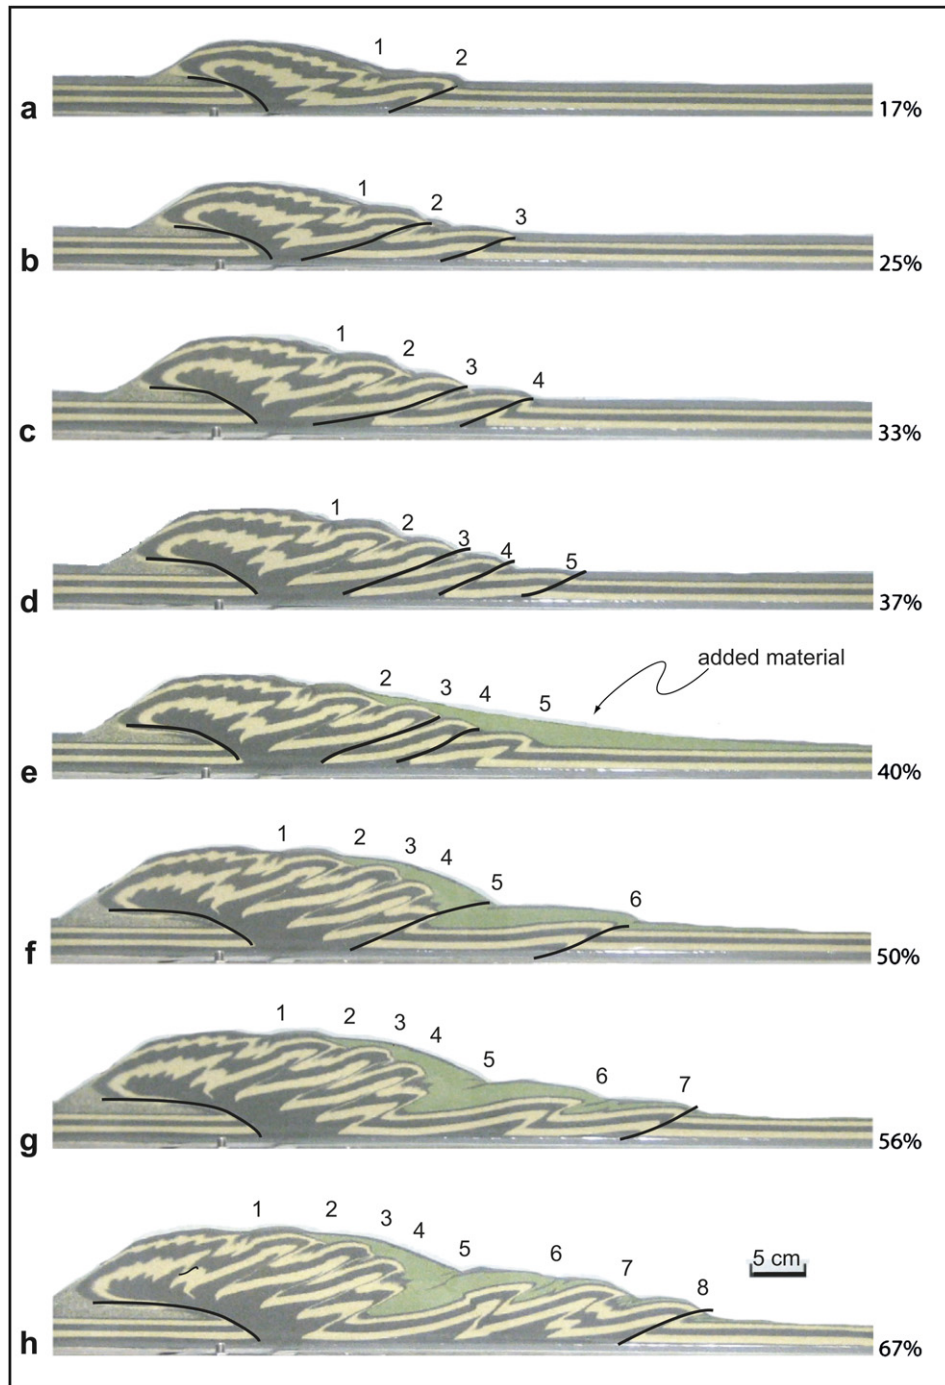 1 2
a 17%
1 2 3
b 25%
1 2 3 4
c 33%
1 2 3 4 5
d 37%
added material
2 3 4 5
e 40%
1 2 3 4 5 6
f 50%
1 2 3 4 5 6 7
g 56%
1 2 3 4 5 6 7 8
5 cm
h 67%